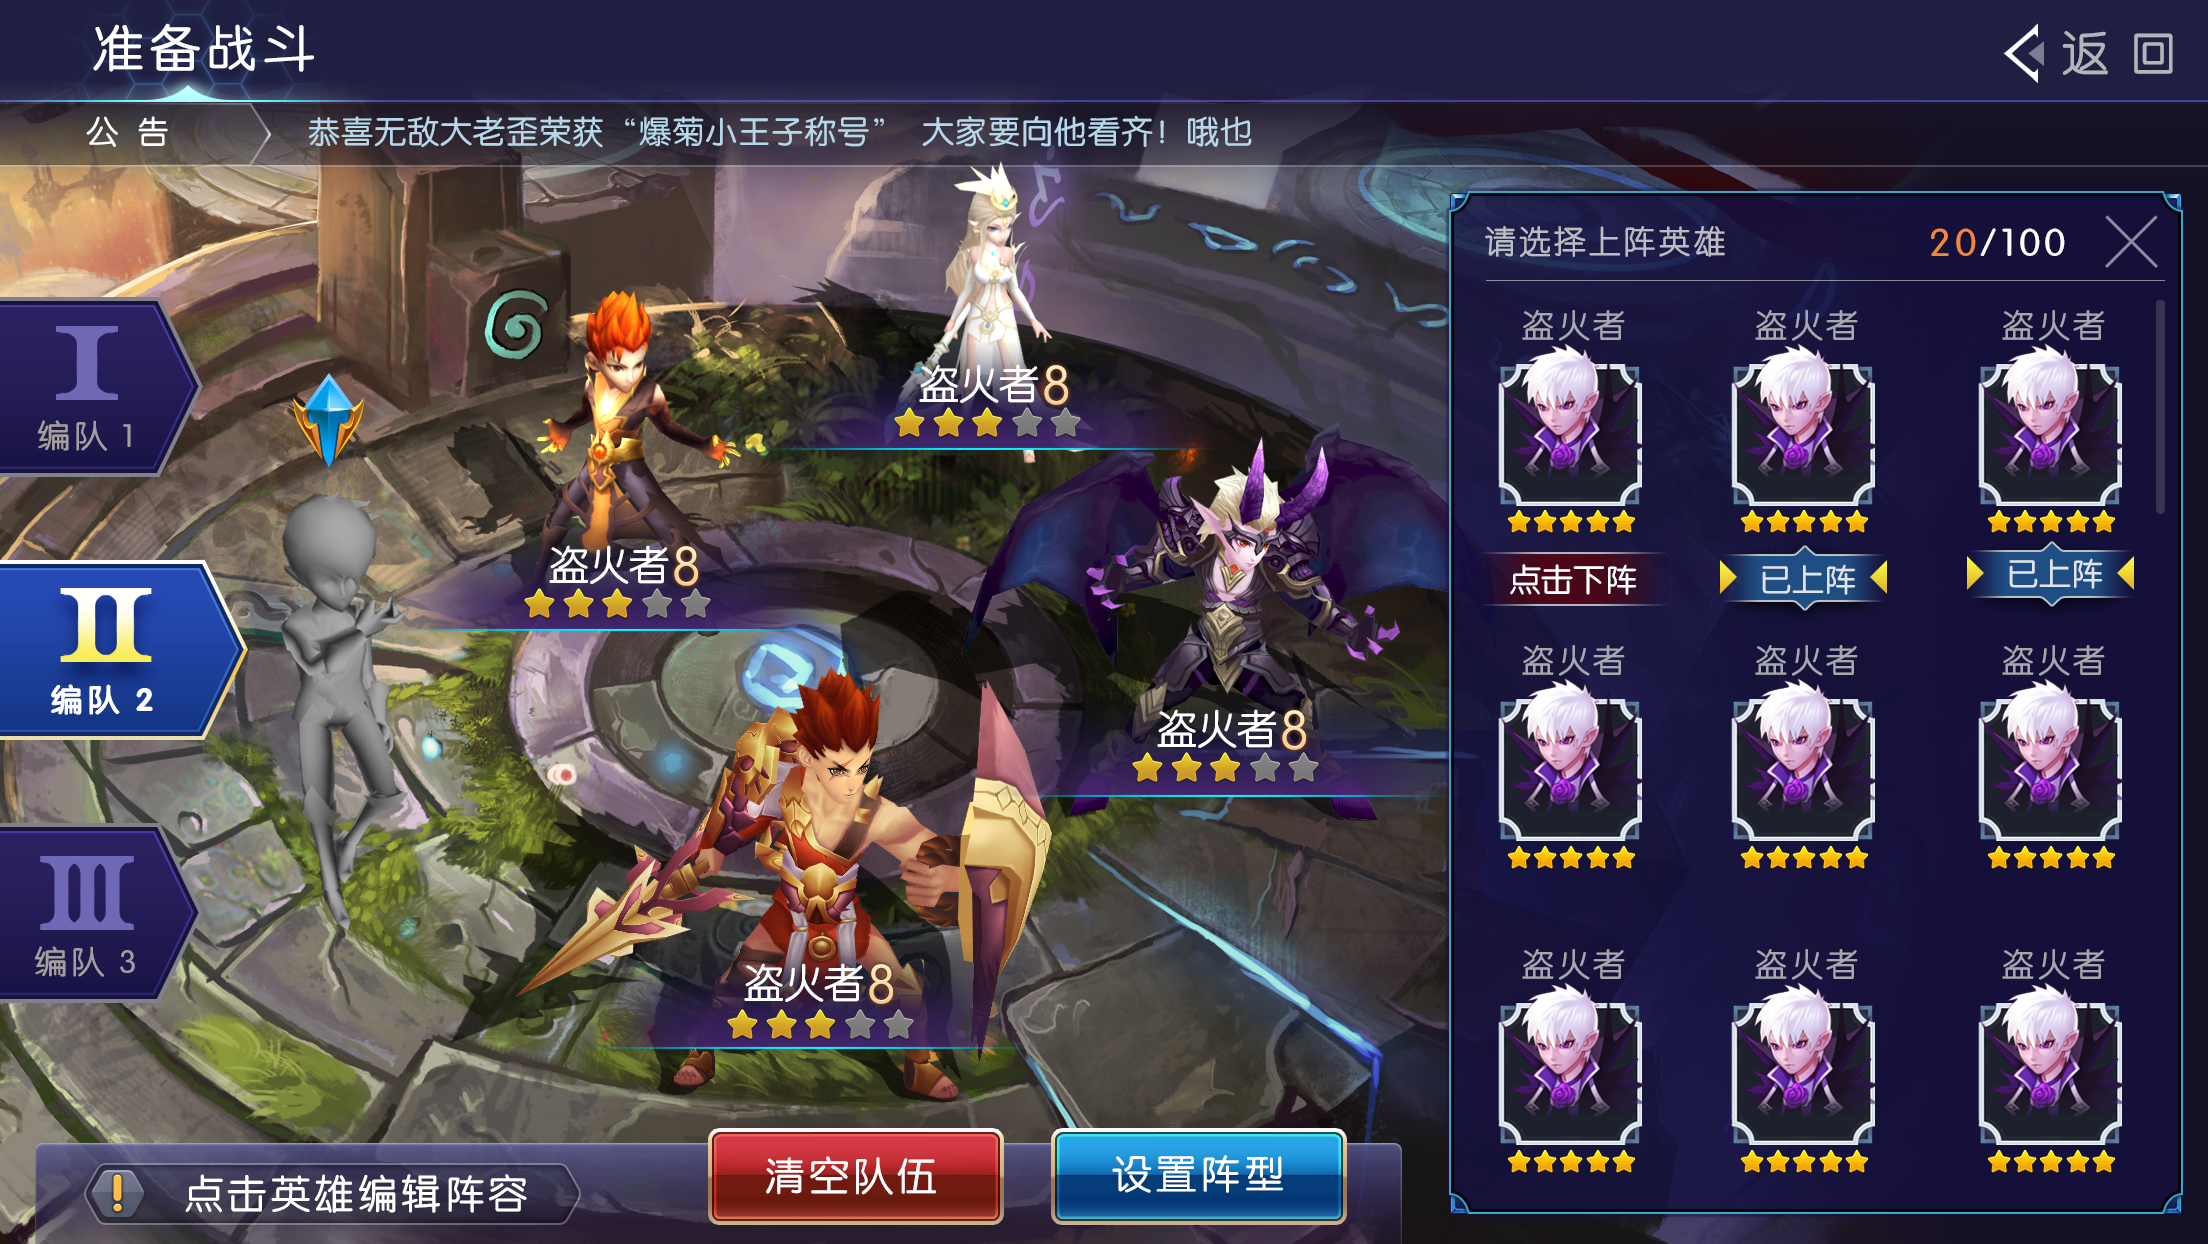 准备战斗
返回
公告
恭喜无敌大老歪荣获“爆菊小王子称号” 大家要向他看齐！哦也
I
编队 1
II
编队 2
III
编队 3
盗火者8
盗火者8
盗火者8
盗火者8
请选择上阵英雄 20/100
盗火者 盗火者 盗火者
点击下阵 已上阵 已上阵
盗火者 盗火者 盗火者
盗火者 盗火者 盗火者
点击英雄编辑阵容
清空队伍
设置阵型